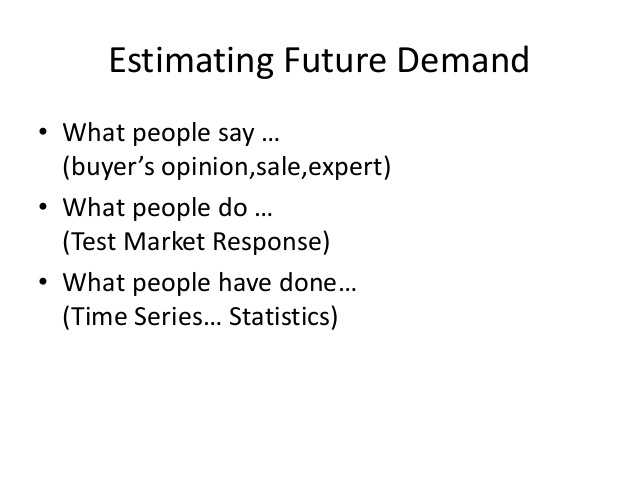 Estimating Future Demand
• What people say …
(buyer’s opinion,sale,expert)
• What people do …
(Test Market Response)
• What people have done…
(Time Series… Statistics)